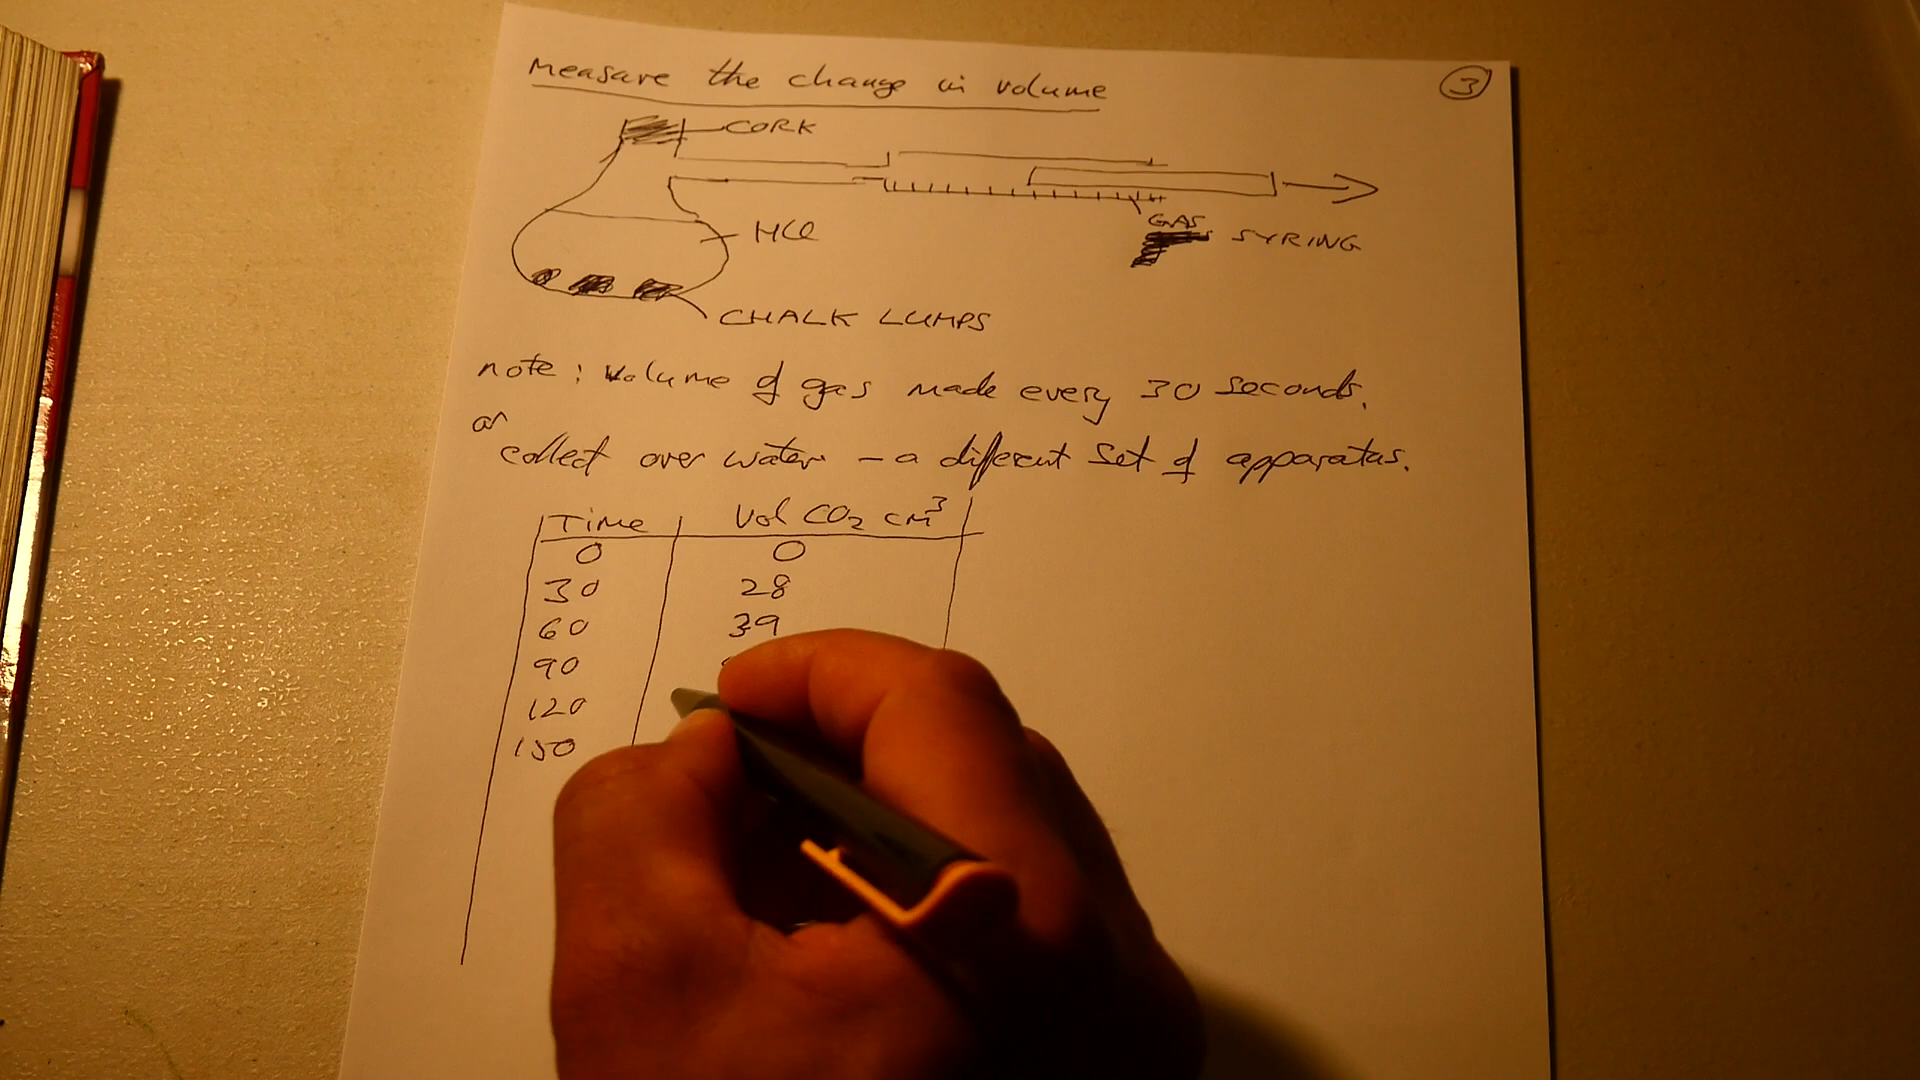 measure the change in volume
3
CORK
HCl
GAS SYRING
CHALK LUMPS
note: volume of gas made every 30 seconds.
or
collect over water – a different set of apparatus.
Time Vol CO2 cm3
0 0
30 28
60 39
90
120
150